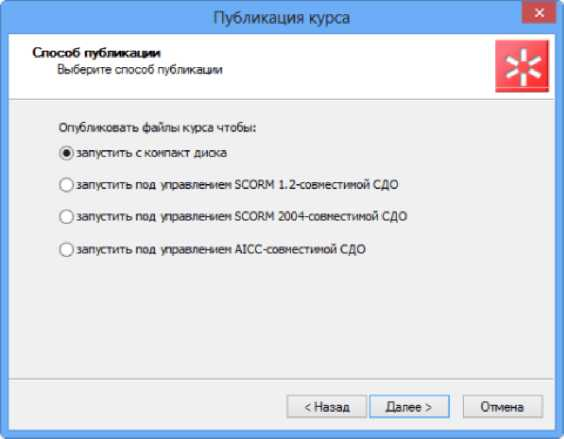 Публикация курса
Способ публикации
Выберите способ публикации
Опубликовать файлы курса чтобы:
запустить с компакт диска
запустить под управлением SCORM 1.2-совместимой СДО
запустить под управлением SCORM 2004-совместимой СДО
запустить под управлением AICC-совместимой СДО
< Назад Далее > Отмена